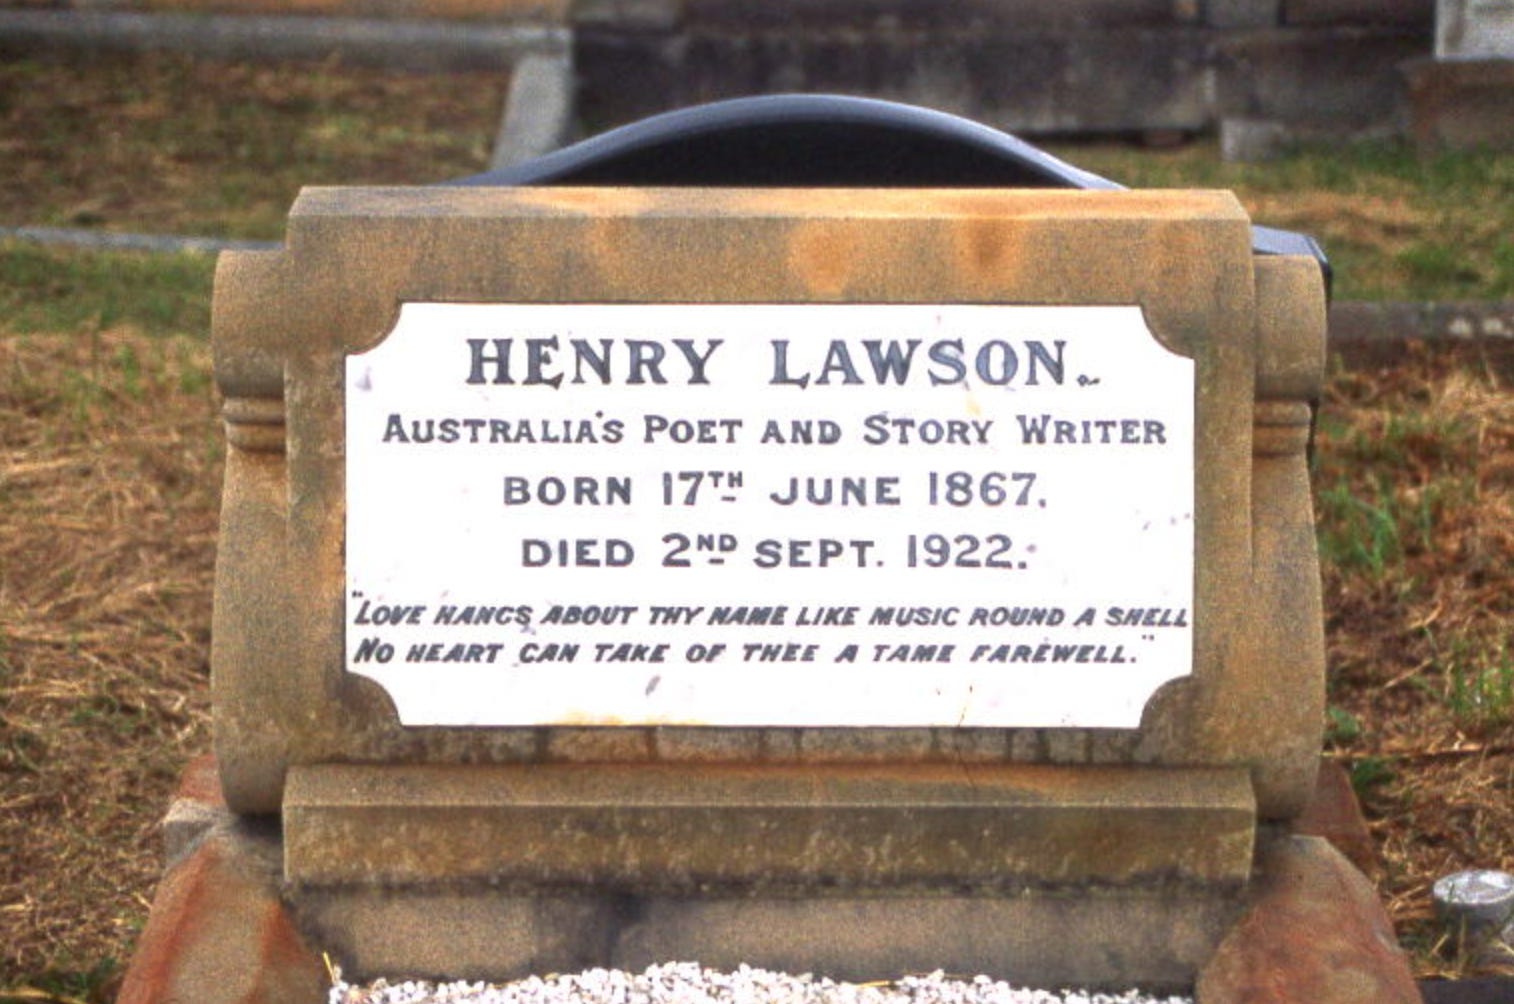 HENRY LAWSON.
AUSTRALIA'S POET AND STORY WRITER
BORN 17TH JUNE 1867.
DIED 2ND SEPT. 1922.
"LOVE HANGS ABOUT THY NAME LIKE MUSIC ROUND A SHELL
NO HEART CAN TAKE OF THEE A TAME FAREWELL."